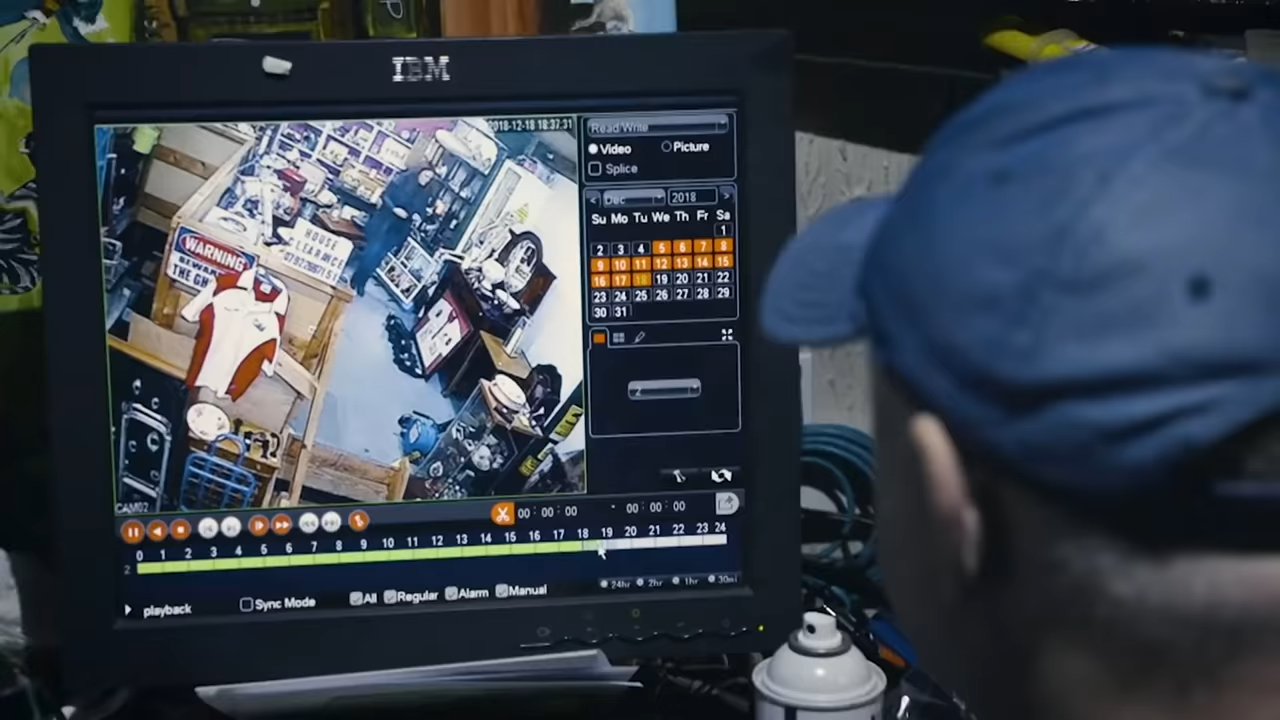 IBM
2018-12-18 18:37:31
WARNING
BEWARE
THE GH
HOUSE
CLEARANCE
CAM02
Read/Write
Video
Picture
Splice
< Dec 2018 >
Su Mo Tu We Th Fr Sa
1
2 3 4 5 6 7 8
9 10 11 12 13 14 15
16 17 18 19 20 21 22
23 24 25 26 27 28 29
30 31
2
00 : 00 : 00 - 00 : 00 : 00
0 1 2 3 4 5 6 7 8 9 10 11 12 13 14 15 16 17 18 19 20 21 22 23 24
2
24hr 2hr 1hr 30mi
playback
Sync Mode
All Regular Alarm Manual